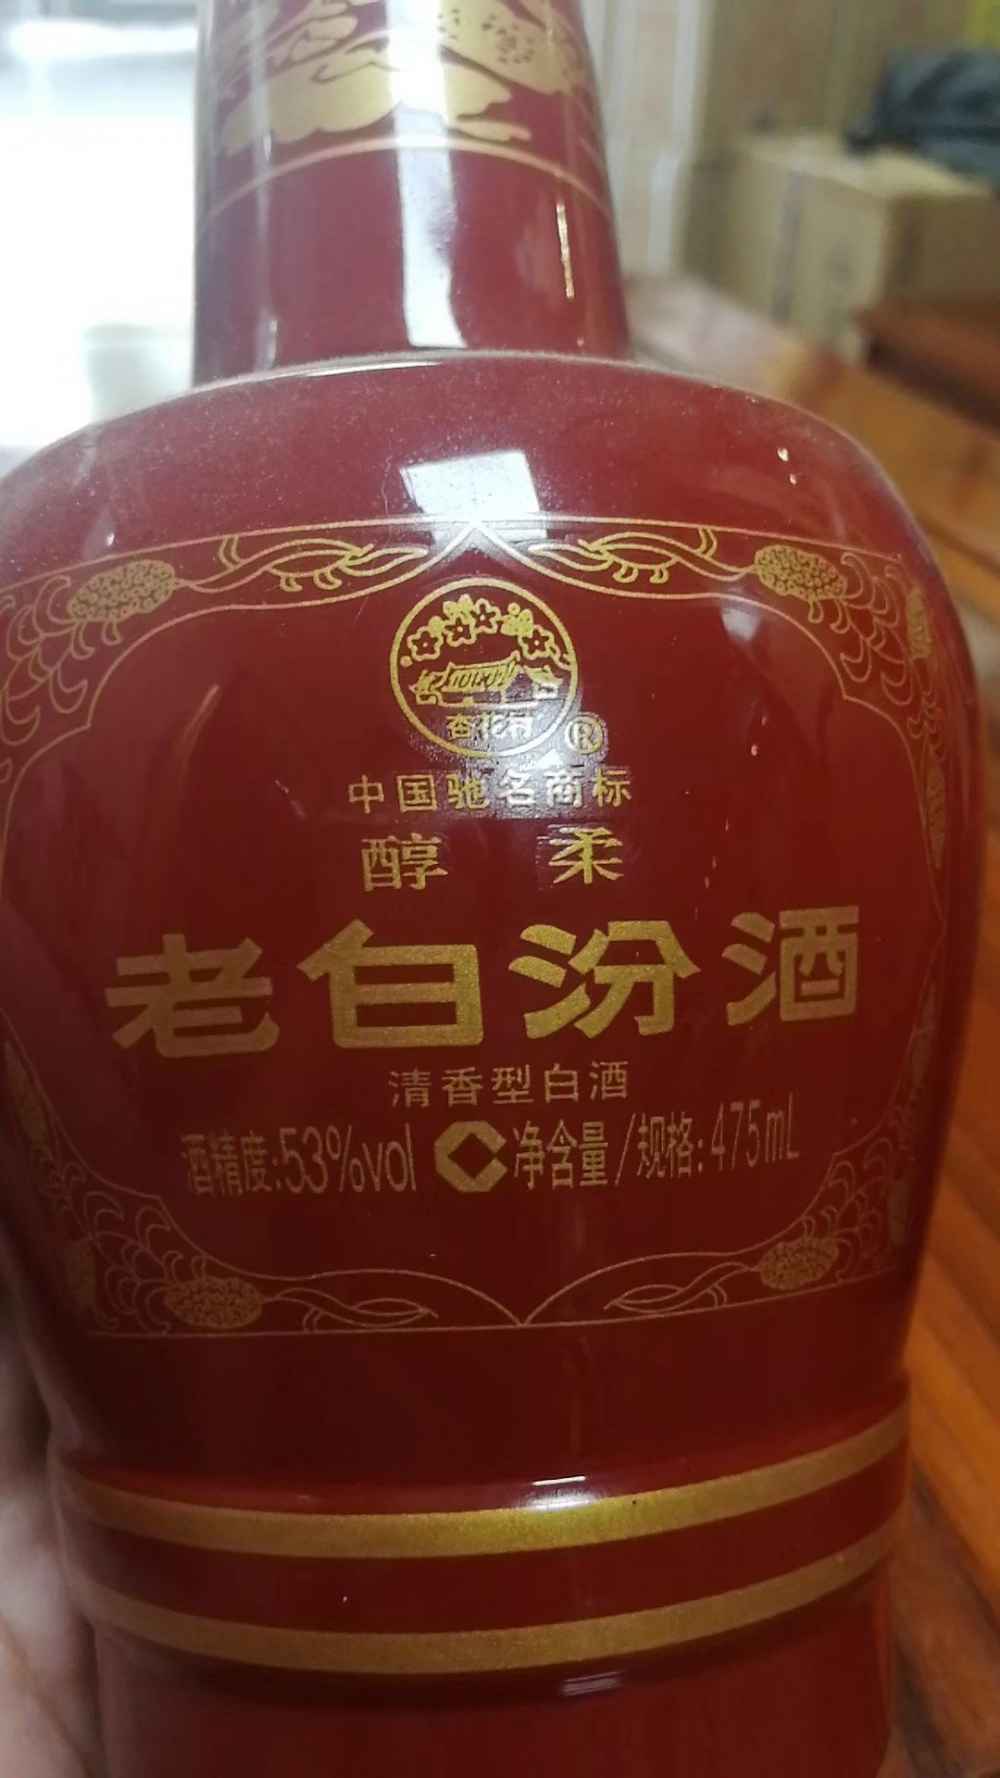 杏花村
®
中国驰名商标
醇 柔
老白汾酒
清香型白酒
酒精度:53%vol 净含量/规格:475mL